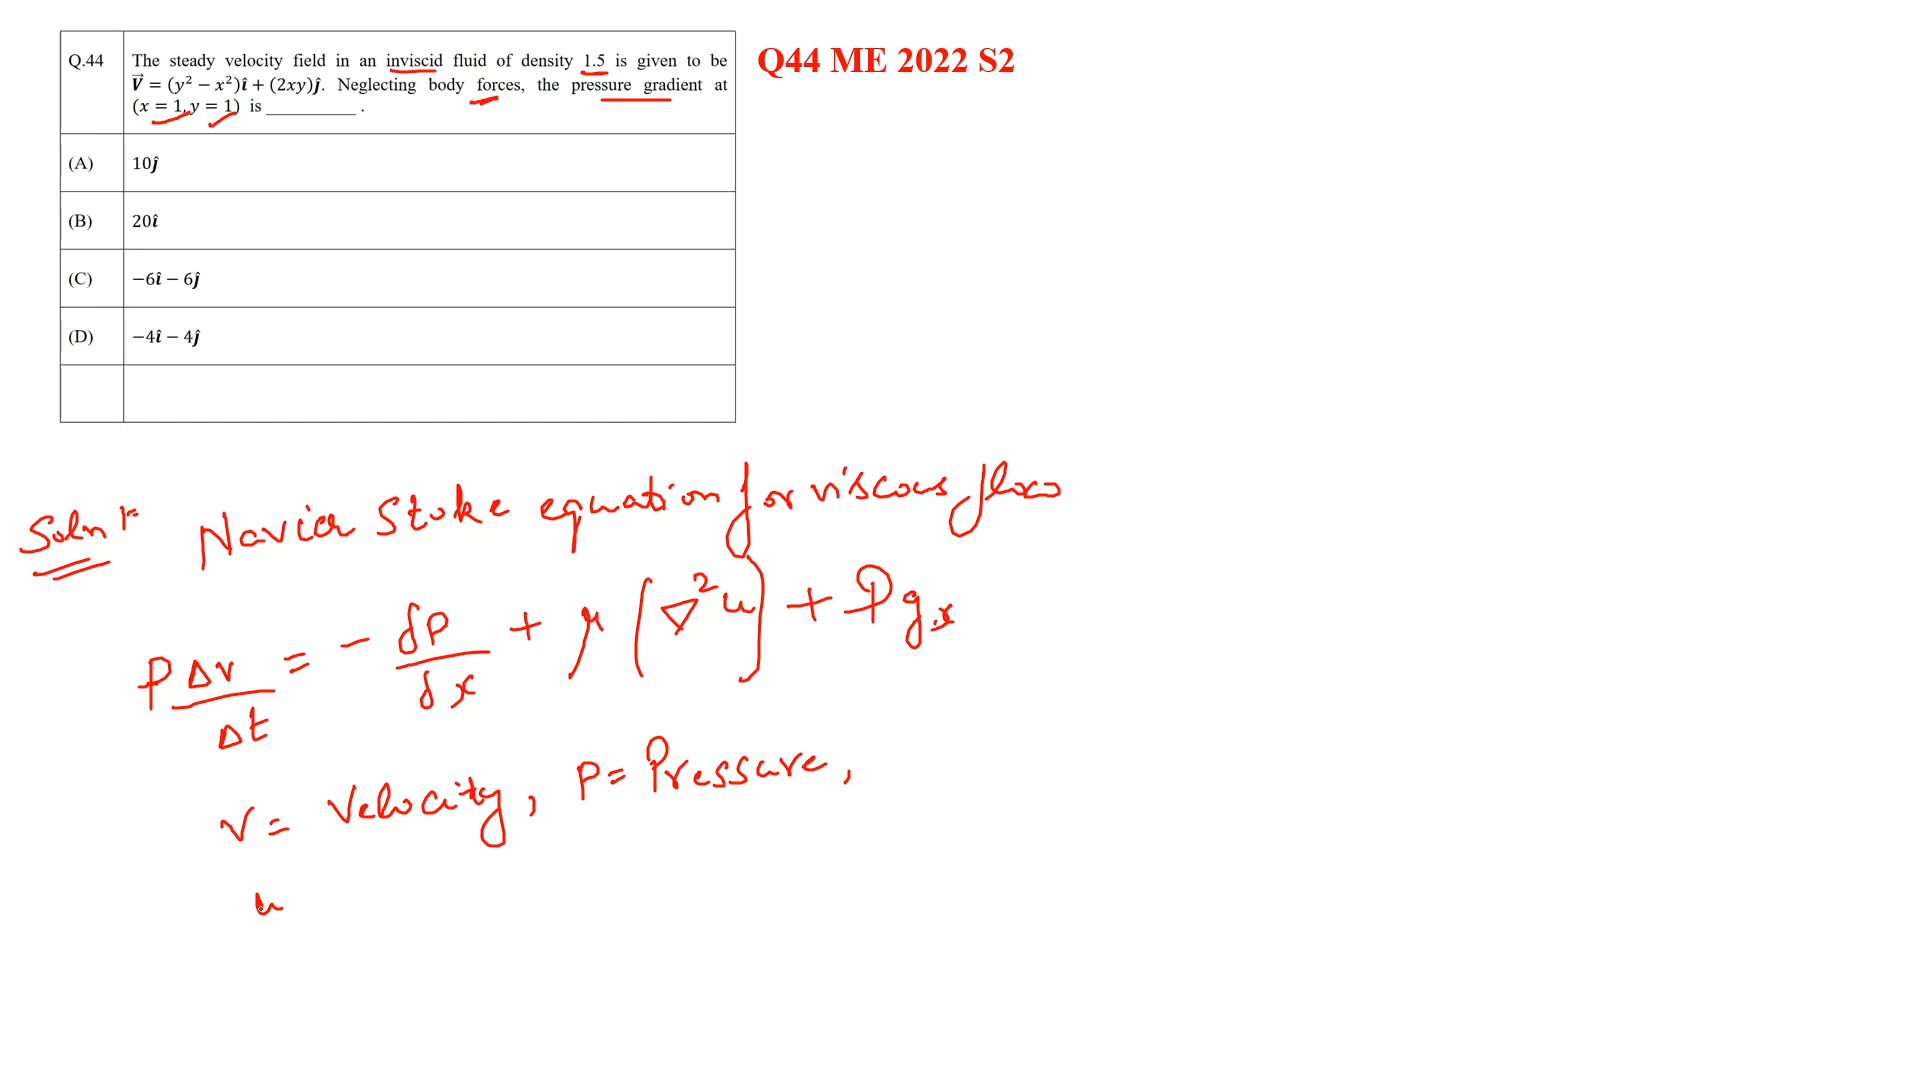 Q.44 The steady velocity field in an inviscid fluid of density 1.5 is given to be
V⃗ = (y² − x²)î + (2xy)ĵ. Neglecting body forces, the pressure gradient at
(x = 1, y = 1) is __________ .
Q44 ME 2022 S2
(A) 10ĵ
(B) 20î
(C) −6î − 6ĵ
(D) −4î − 4ĵ
Soln :- Navier Stoke equation for viscous flow
ρ ΔV/Δt = − δP/δx + μ (∇²u) + ρ gₓ
V = Velocity, P = Pressure,
u